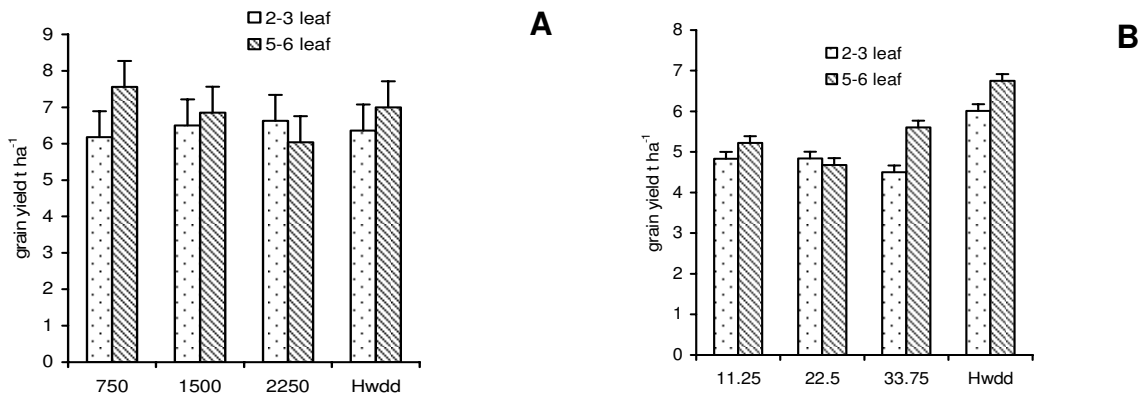 A
2-3 leaf
5-6 leaf
grain yield t ha⁻¹
9
8
7
6
5
4
3
2
1
0
750 1500 2250 Hwdd
B
2-3 leaf
5-6 leaf
grain yield t ha⁻¹
8
7
6
5
4
3
2
1
0
11.25 22.5 33.75 Hwdd